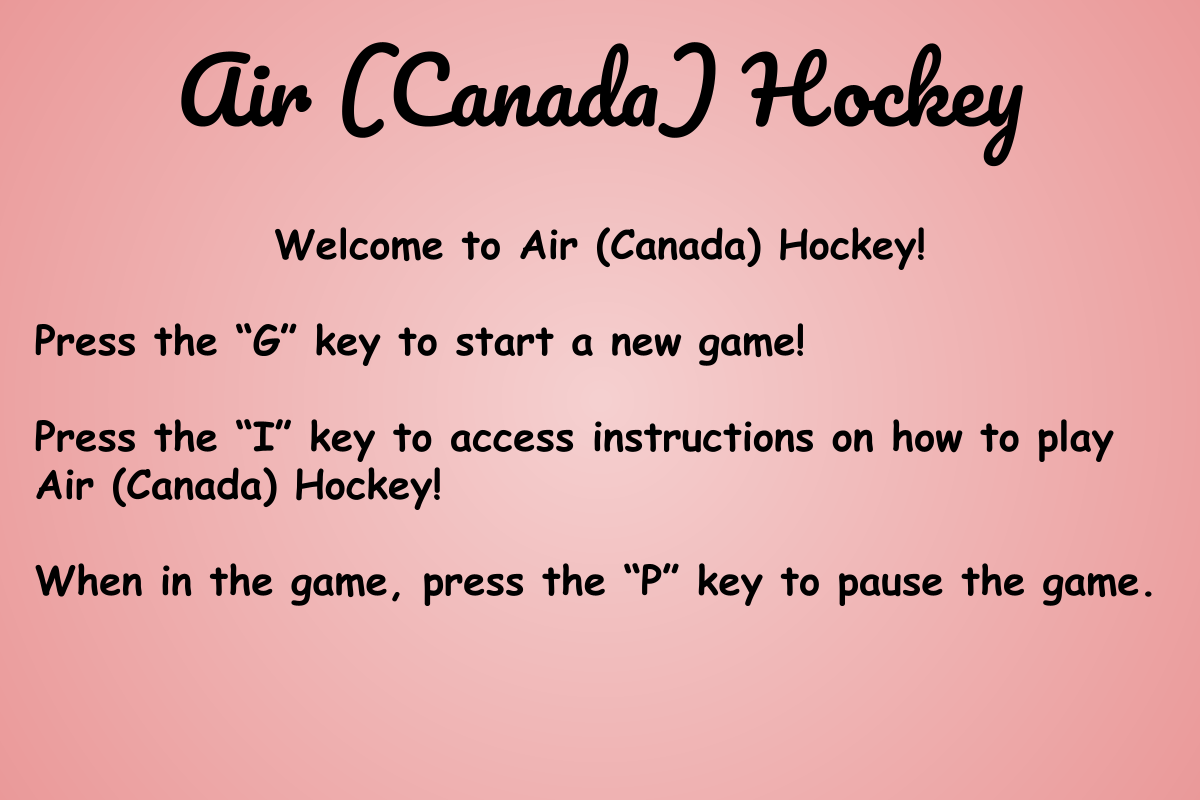 Air (Canada) Hockey
Welcome to Air (Canada) Hockey!
Press the “G” key to start a new game!
Press the “I” key to access instructions on how to play
Air (Canada) Hockey!
When in the game, press the “P” key to pause the game.